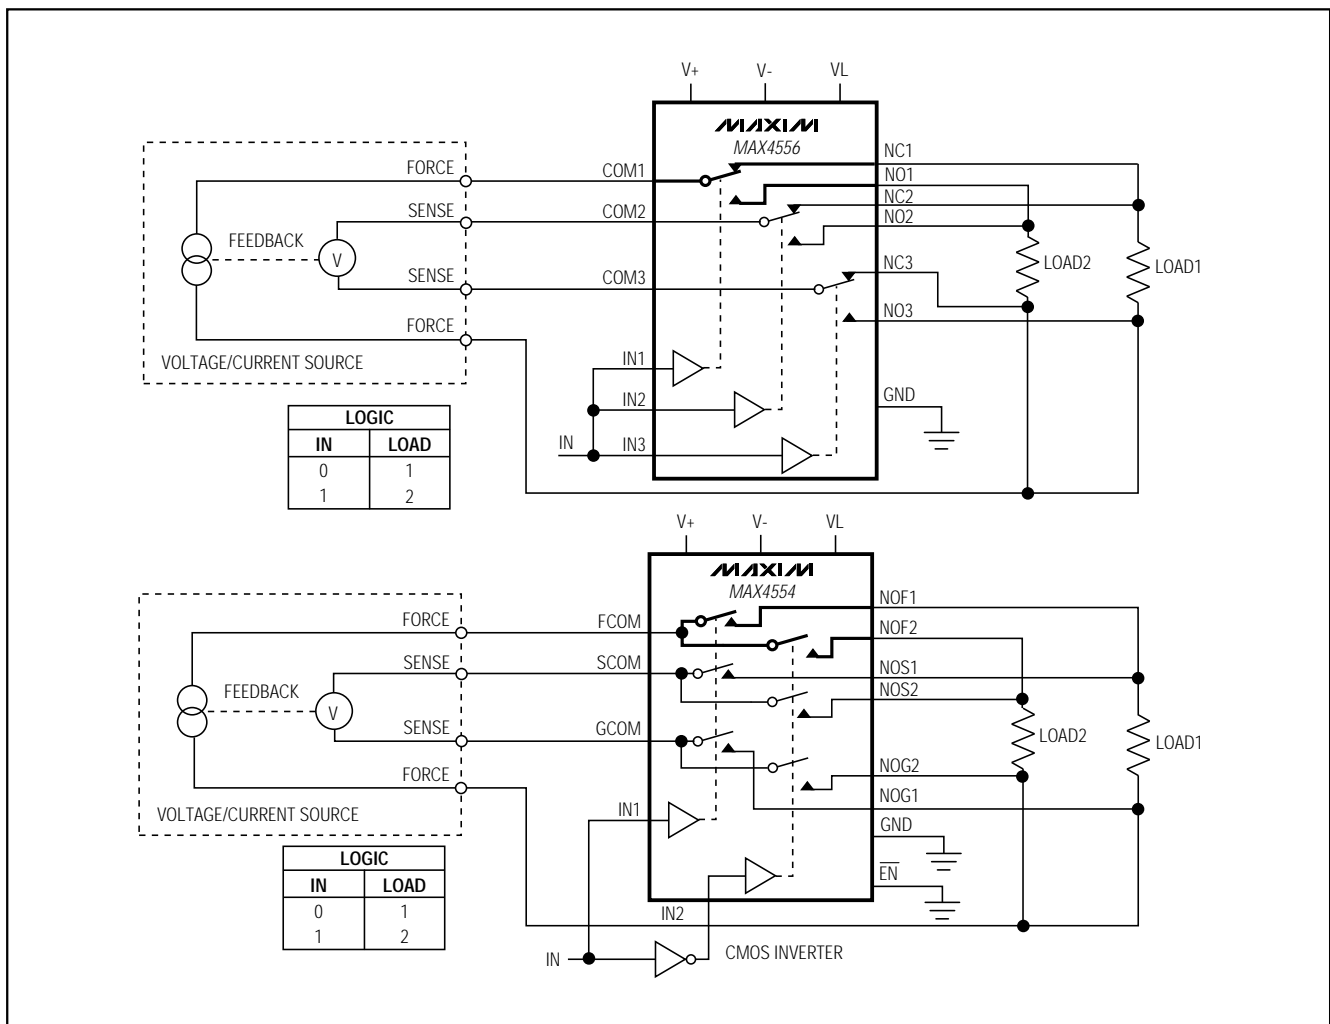 V+ V- VL
MAXIM
MAX4556
FORCE COM1 NC1
NO1
SENSE COM2 NC2
NO2
FEEDBACK V
SENSE COM3 NC3
LOAD2 LOAD1
NO3
FORCE
VOLTAGE/CURRENT SOURCE
IN1
IN2 GND
IN IN3
LOGIC
IN LOAD
0 1
1 2
V+ V- VL
MAXIM
MAX4554
FORCE FCOM NOF1
NOF2
SENSE SCOM NOS1
NOS2
FEEDBACK V
SENSE GCOM
LOAD2 LOAD1
NOG2
FORCE NOG1
VOLTAGE/CURRENT SOURCE
IN1 GND
EN
IN2
LOGIC
IN LOAD
0 1
1 2
IN CMOS INVERTER